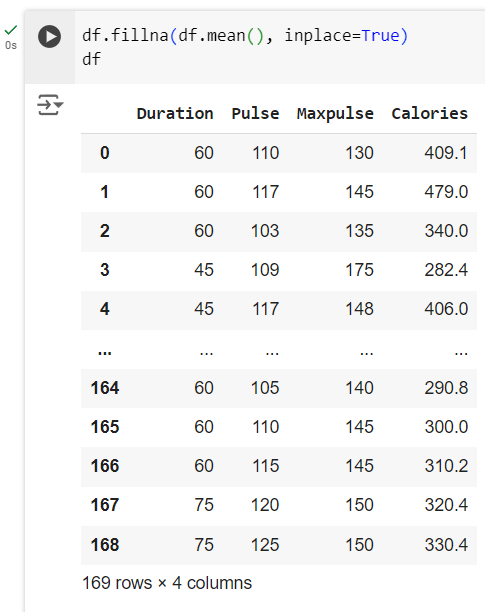 df.fillna(df.mean(), inplace=True)
0s
df
Duration Pulse Maxpulse Calories
0 60 110 130 409.1
1 60 117 145 479.0
2 60 103 135 340.0
3 45 109 175 282.4
4 45 117 148 406.0
... ... ... ... ...
164 60 105 140 290.8
165 60 110 145 300.0
166 60 115 145 310.2
167 75 120 150 320.4
168 75 125 150 330.4
169 rows × 4 columns